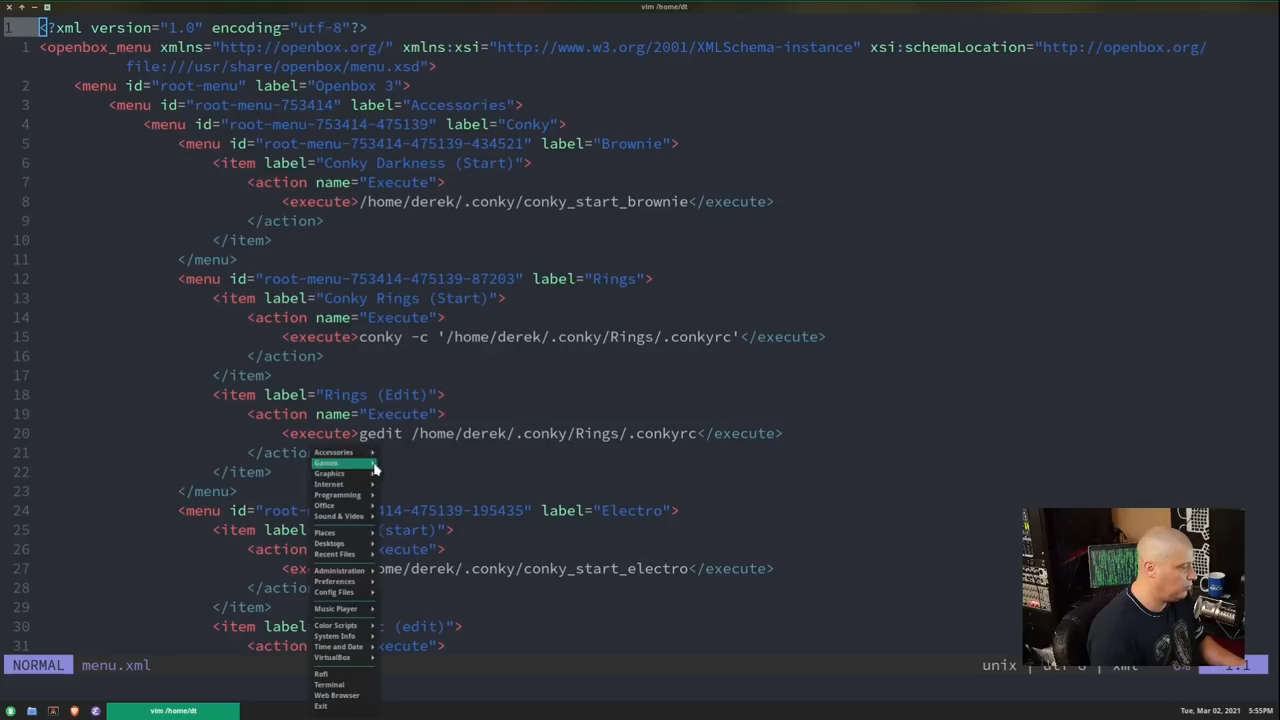 vim /home/dt
1 <?xml version="1.0" encoding="utf-8"?>
1 <openbox_menu xmlns="http://openbox.org/" xmlns:xsi="http://www.w3.org/2001/XMLSchema-instance" xsi:schemaLocation="http://openbox.org/
file:///usr/share/openbox/menu.xsd">
2 <menu id="root-menu" label="Openbox 3">
3 <menu id="root-menu-753414" label="Accessories">
4 <menu id="root-menu-753414-475139" label="Conky">
5 <menu id="root-menu-753414-475139-434521" label="Brownie">
6 <item label="Conky Darkness (Start)">
7 <action name="Execute">
8 <execute>/home/derek/.conky/conky_start_brownie</execute>
9 </action>
10 </item>
11 </menu>
12 <menu id="root-menu-753414-475139-87203" label="Rings">
13 <item label="Conky Rings (Start)">
14 <action name="Execute">
15 <execute>conky -c '/home/derek/.conky/Rings/.conkyrc'</execute>
16 </action>
17 </item>
18 <item label="Rings (Edit)">
19 <action name="Execute">
20 <execute>gedit /home/derek/.conky/Rings/.conkyrc</execute>
21 </actio
22 </item>
23 </menu>
24 <menu id="root- 414-475139-195435" label="Electro">
25 <item labe (start)">
26 <action xecute">
27 <ex ome/derek/.conky/conky_start_electro</execute>
28 </acti
29 </item>
30 <item labe c (edit)">
31 <action xecute">
Accessories
Games
Graphics
Internet
Programming
Office
Sound & Video
Places
Desktops
Recent Files
Administration
Preferences
Config Files
Music Player
Color Scripts
System Info
Time and Date
VirtualBox
Rofi
Terminal
Web Browser
Exit
NORMAL menu.xml unix xml 1:1
vim /home/dt Tue, Mar 02, 2021 5:55PM